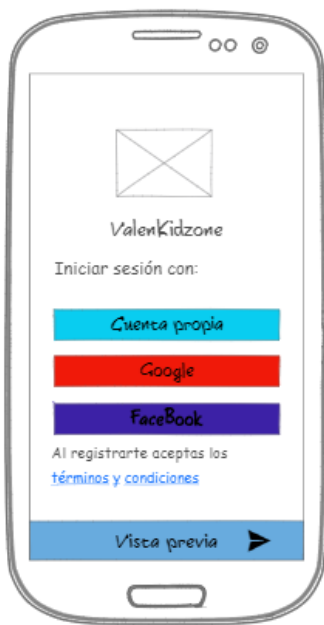 ValenKidzone
Iniciar sesión con:
Cuenta propia
Google
FaceBook
Al registrarte aceptas los
términos y condiciones
Vista previa